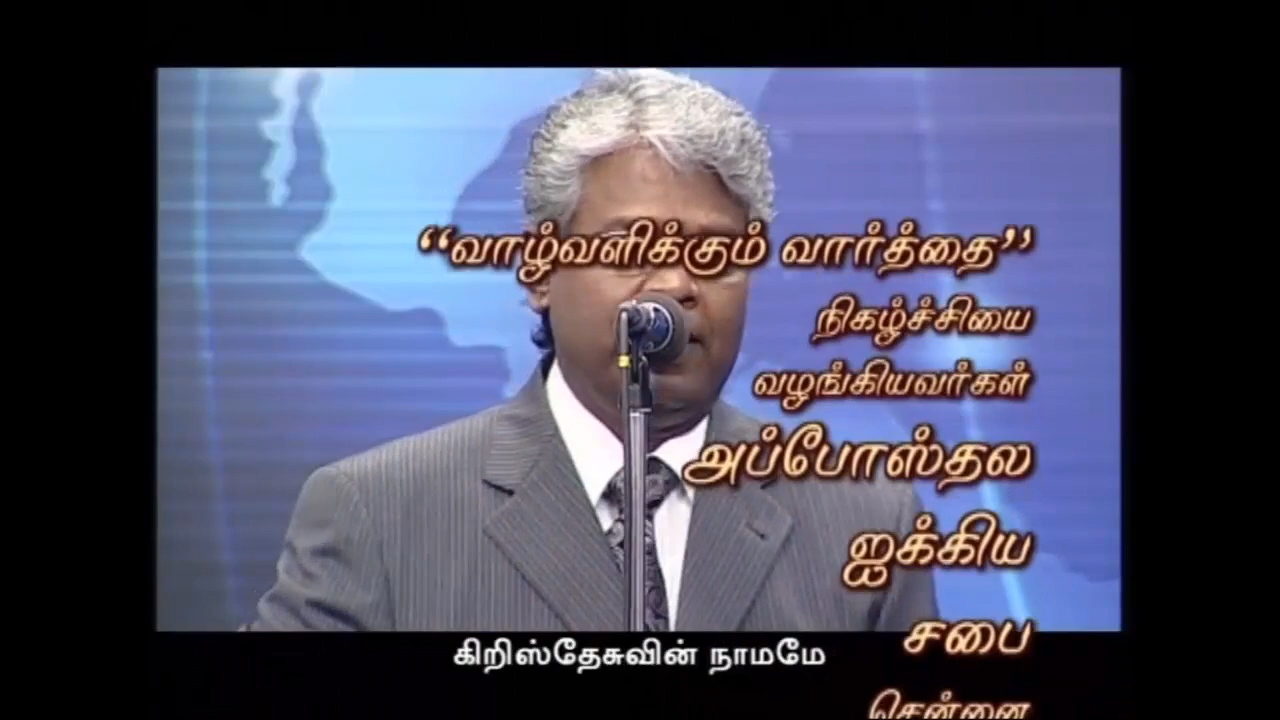 “வாழ்வளிக்கும் வார்த்தை”
நிகழ்ச்சியை
வழங்கியவர்கள்
அப்போஸ்தல
ஐக்கிய
சபை
கிறிஸ்தேசுவின் நாமமே
சென்னை